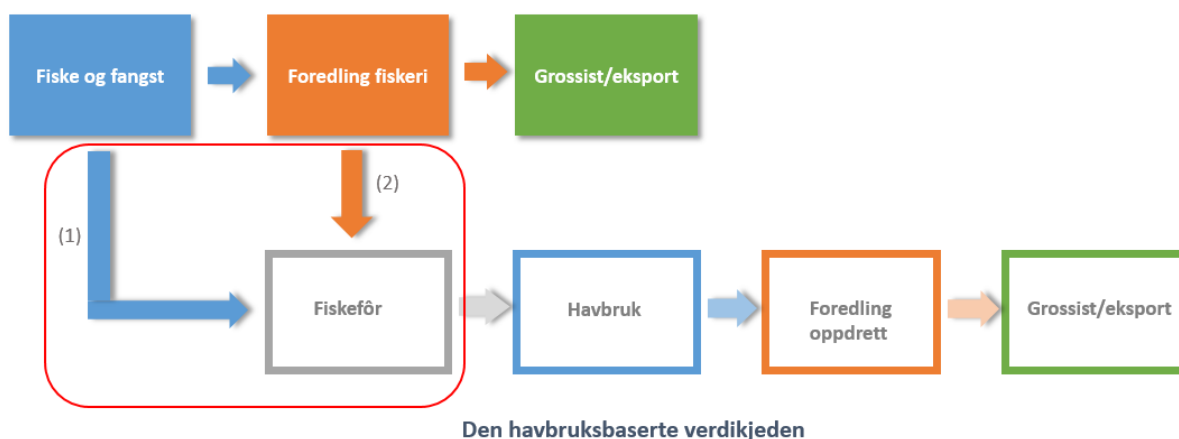 Fiske og fangst
Foredling fiskeri
Grossist/eksport
(1)
(2)
Fiskefôr
Havbruk
Foredling
oppdrett
Grossist/eksport
Den havbruksbaserte verdikjeden